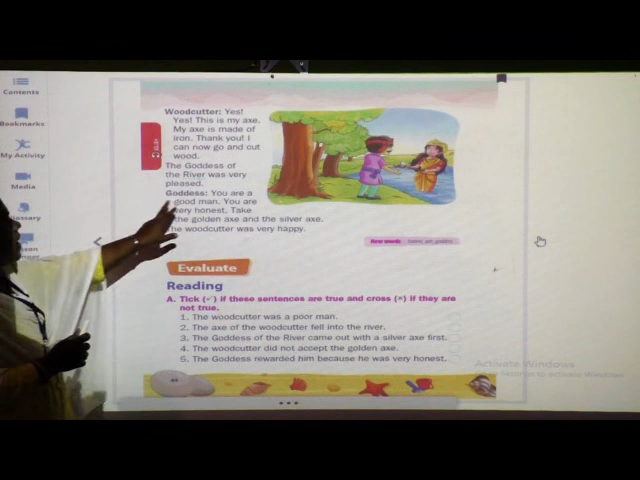 Contents
Bookmarks
My Activity
Media
Woodcutter: Yes!
Yes! This is my axe.
My axe is made of
iron. Thank you! I
can now go and cut
wood.
The Goddess of
the River was very
pleased.
Goddess: You are a
good man. You are
very honest. Take
the golden axe and the silver axe.
The woodcutter was very happy.
New words
Evaluate
Reading
A. Tick (✓) if these sentences are true and cross (×) if they are
not true.
1. The woodcutter was a poor man.
2. The axe of the woodcutter fell into the river.
3. The Goddess of the River came out with a silver axe first.
4. The woodcutter did not accept the golden axe.
5. The Goddess rewarded him because he was very honest.
Activate Windows
to activate Windows